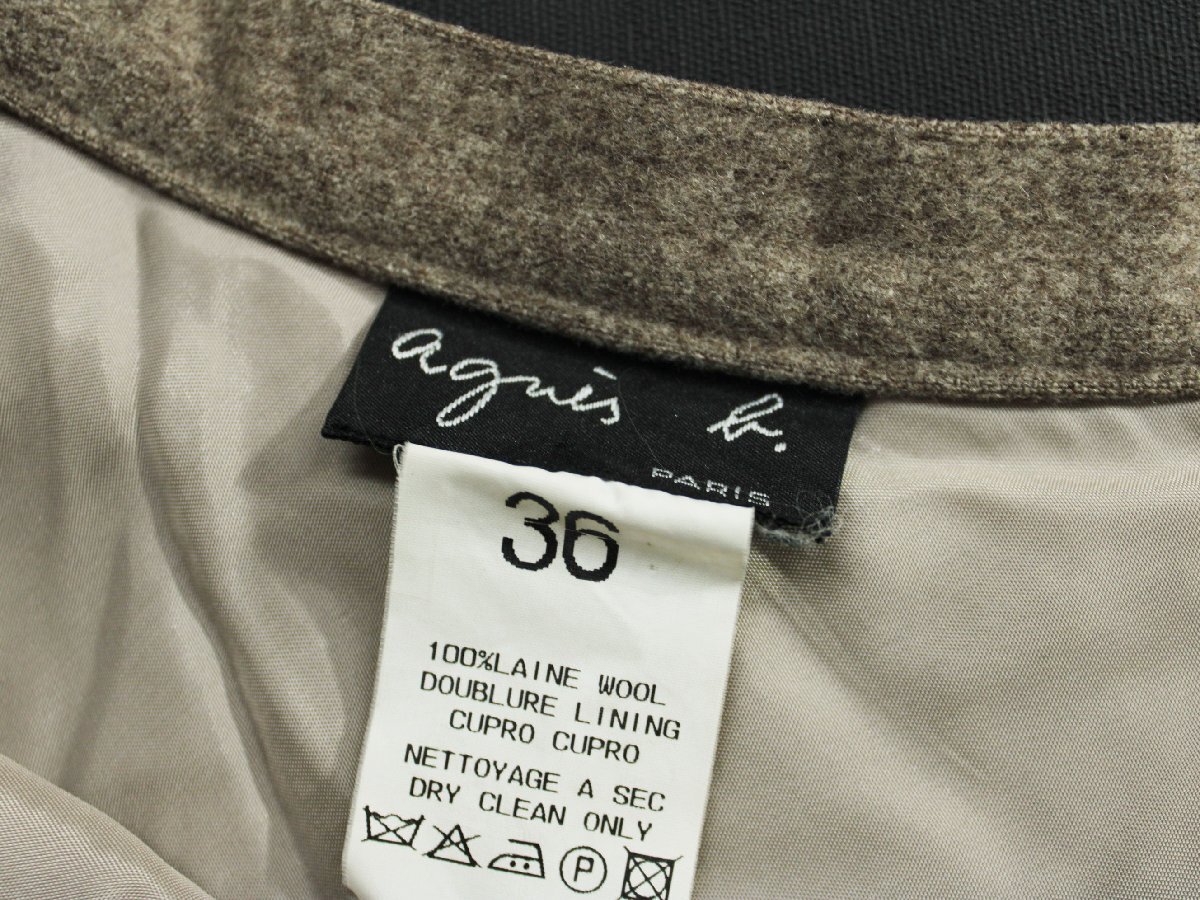 agnès b.
PARIS
36
100%LAINE WOOL
DOUBLURE LINING
CUPRO CUPRO
NETTOYAGE A SEC
DRY CLEAN ONLY
P